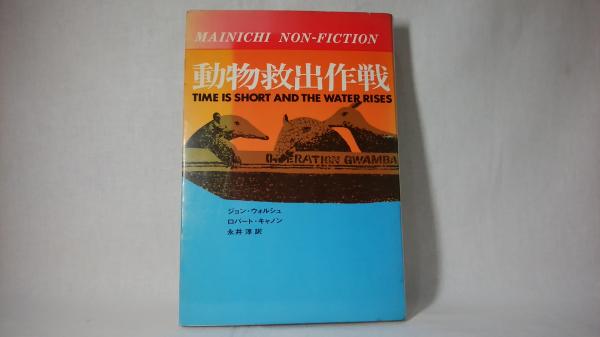 MAINICHI NON-FICTION
動物救出作戦
TIME IS SHORT AND THE WATER RISES
OPERATION GWAMBA
ジョン・ウォルシュ
ロバート・キャノン
永井淳訳